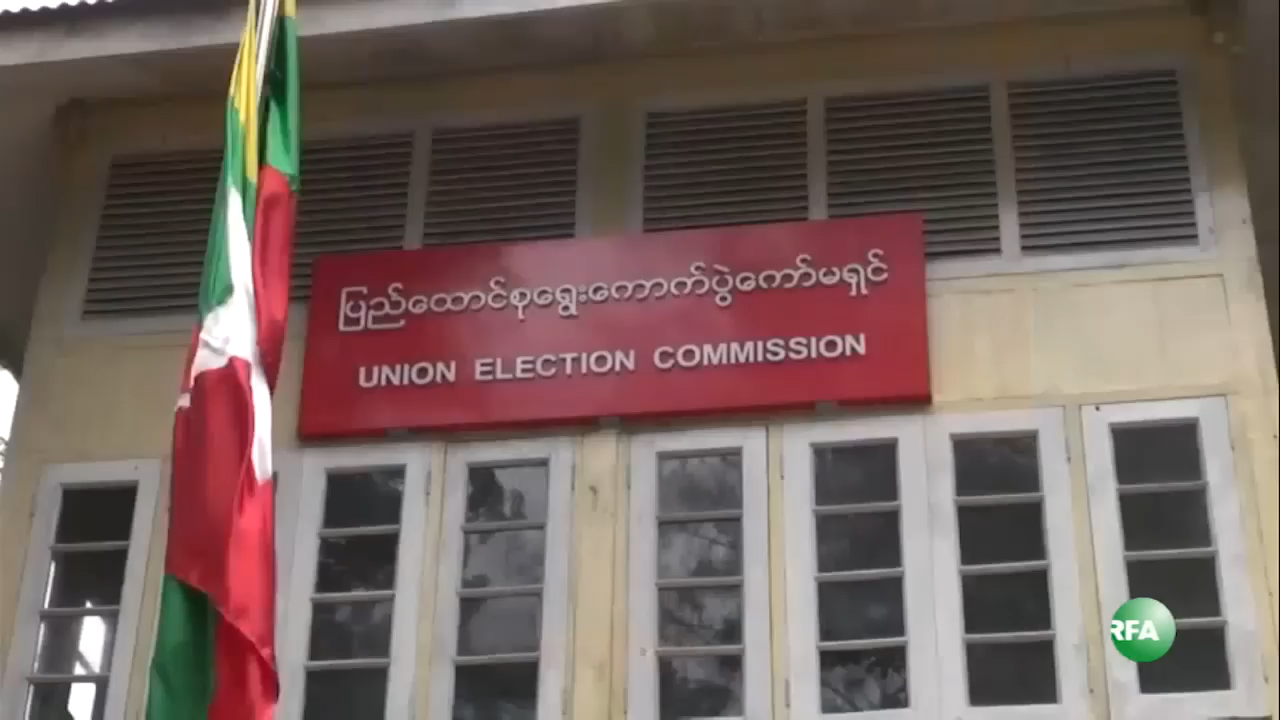 ပြည်ထောင်စုရွေးကောက်ပွဲကော်မရှင်
UNION ELECTION COMMISSION
RFA